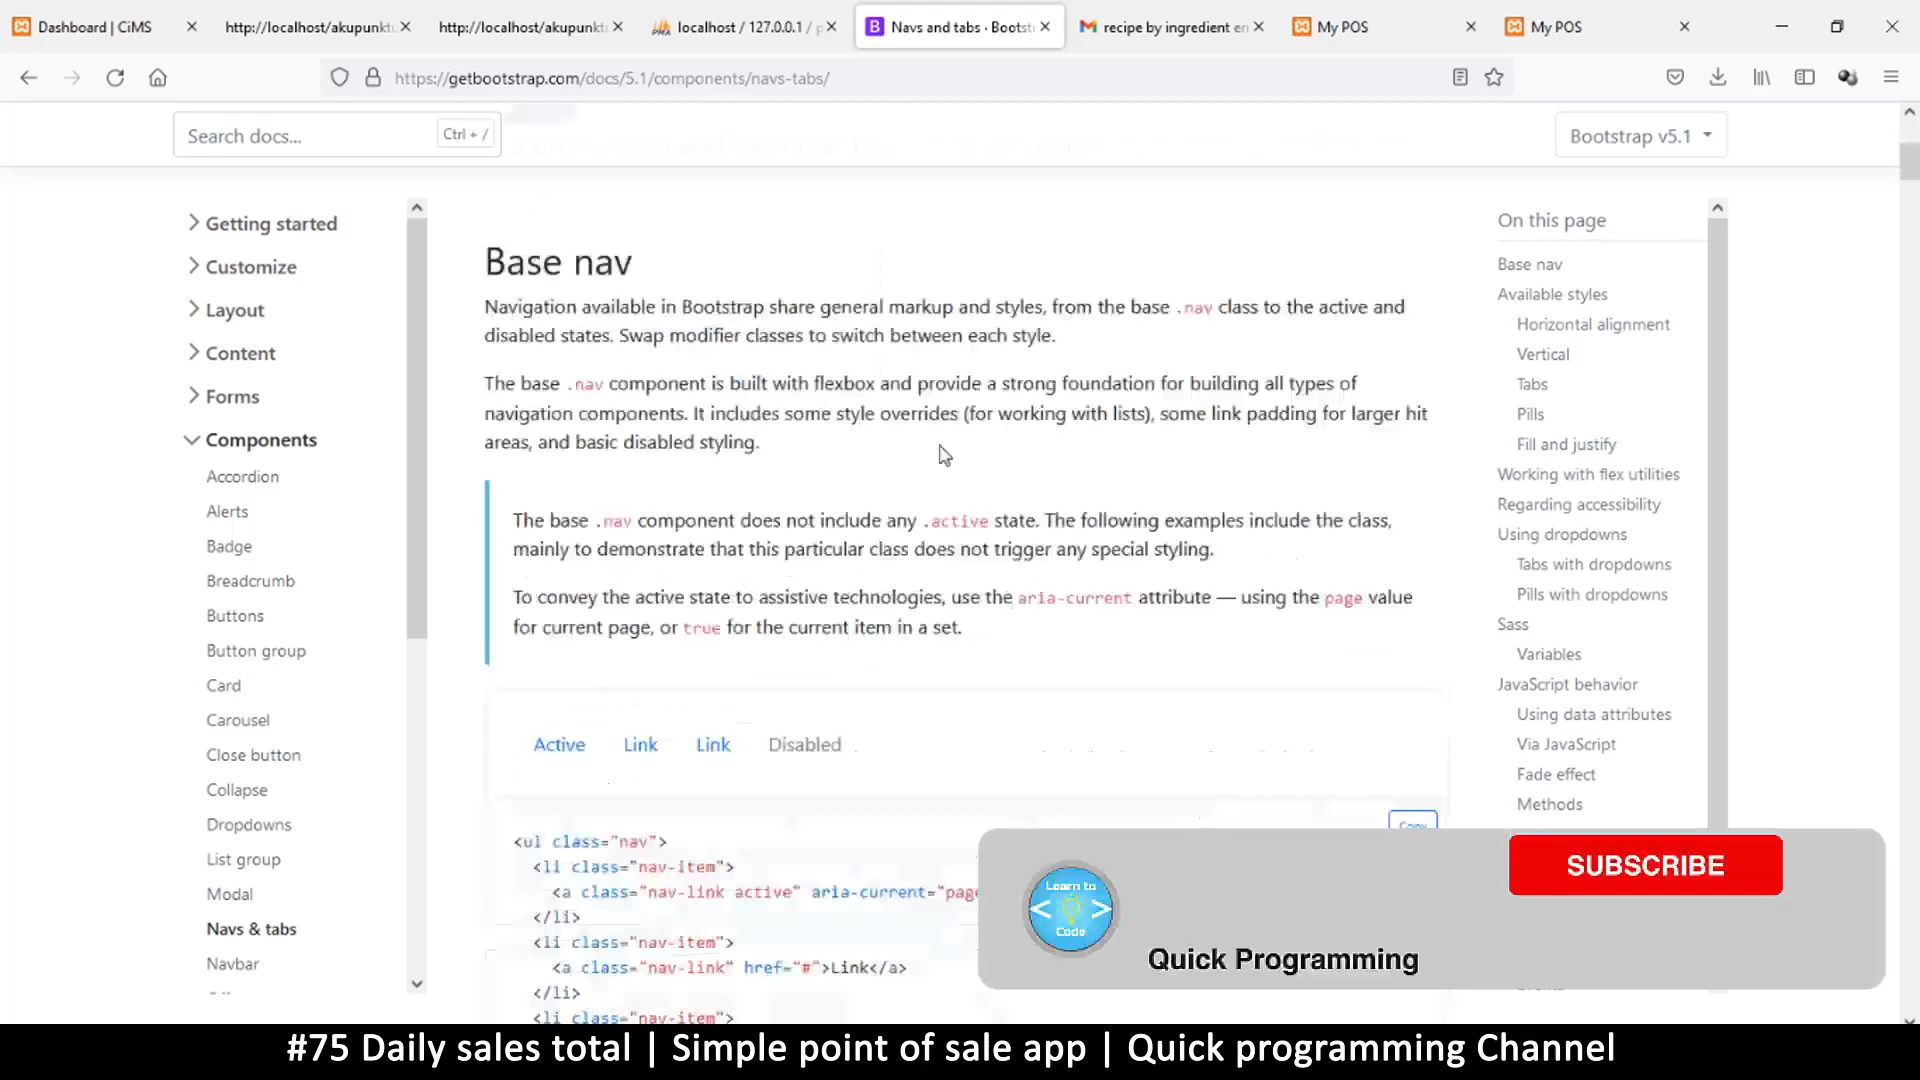 Dashboard | CiMS
http://localhost/akupunktu
http://localhost/akupunktu
localhost / 127.0.0.1 / p
Navs and tabs · Bootstr
recipe by ingredient er
My POS
My POS
https://getbootstrap.com/docs/5.1/components/navs-tabs/
Search docs...
Ctrl + /
Bootstrap v5.1
Getting started
Customize
Layout
Content
Forms
Components
Accordion
Alerts
Badge
Breadcrumb
Buttons
Button group
Card
Carousel
Close button
Collapse
Dropdowns
List group
Modal
Navs & tabs
Navbar
Base nav
Navigation available in Bootstrap share general markup and styles, from the base .nav class to the active and
disabled states. Swap modifier classes to switch between each style.
The base .nav component is built with flexbox and provide a strong foundation for building all types of
navigation components. It includes some style overrides (for working with lists), some link padding for larger hit
areas, and basic disabled styling.
The base .nav component does not include any .active state. The following examples include the class,
mainly to demonstrate that this particular class does not trigger any special styling.
To convey the active state to assistive technologies, use the aria-current attribute — using the page value
for current page, or true for the current item in a set.
Active Link Link Disabled
Copy
<ul class="nav">
<li class="nav-item">
<a class="nav-link active" aria-current="page
</li>
<li class="nav-item">
<a class="nav-link" href="#">Link</a>
</li>
<li class="nav-item">
On this page
Base nav
Available styles
Horizontal alignment
Vertical
Tabs
Pills
Fill and justify
Working with flex utilities
Regarding accessibility
Using dropdowns
Tabs with dropdowns
Pills with dropdowns
Sass
Variables
JavaScript behavior
Using data attributes
Via JavaScript
Fade effect
Methods
SUBSCRIBE
Learn to
Code
Quick Programming
#75 Daily sales total | Simple point of sale app | Quick programming Channel